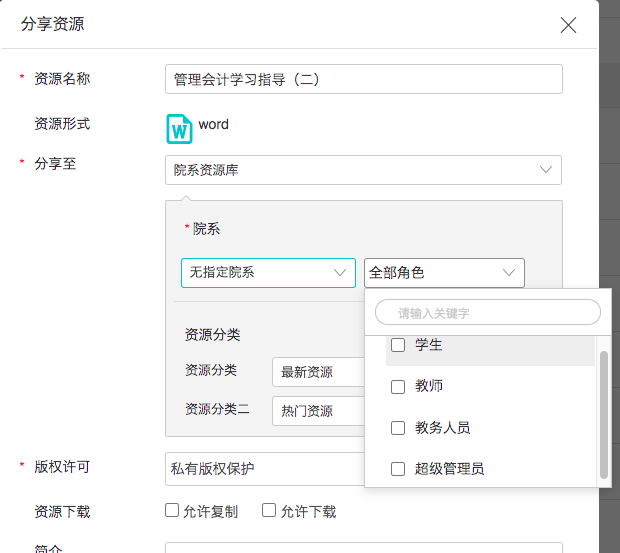 分享资源
* 资源名称 管理会计学习指导（二）
资源形式 word
* 分享至 院系资源库
* 院系
无指定院系 全部角色
请输入关键字
学生
教师
教务人员
超级管理员
资源分类
资源分类 最新资源
资源分类二 热门资源
* 版权许可 私有版权保护
资源下载 允许复制 允许下载
简介